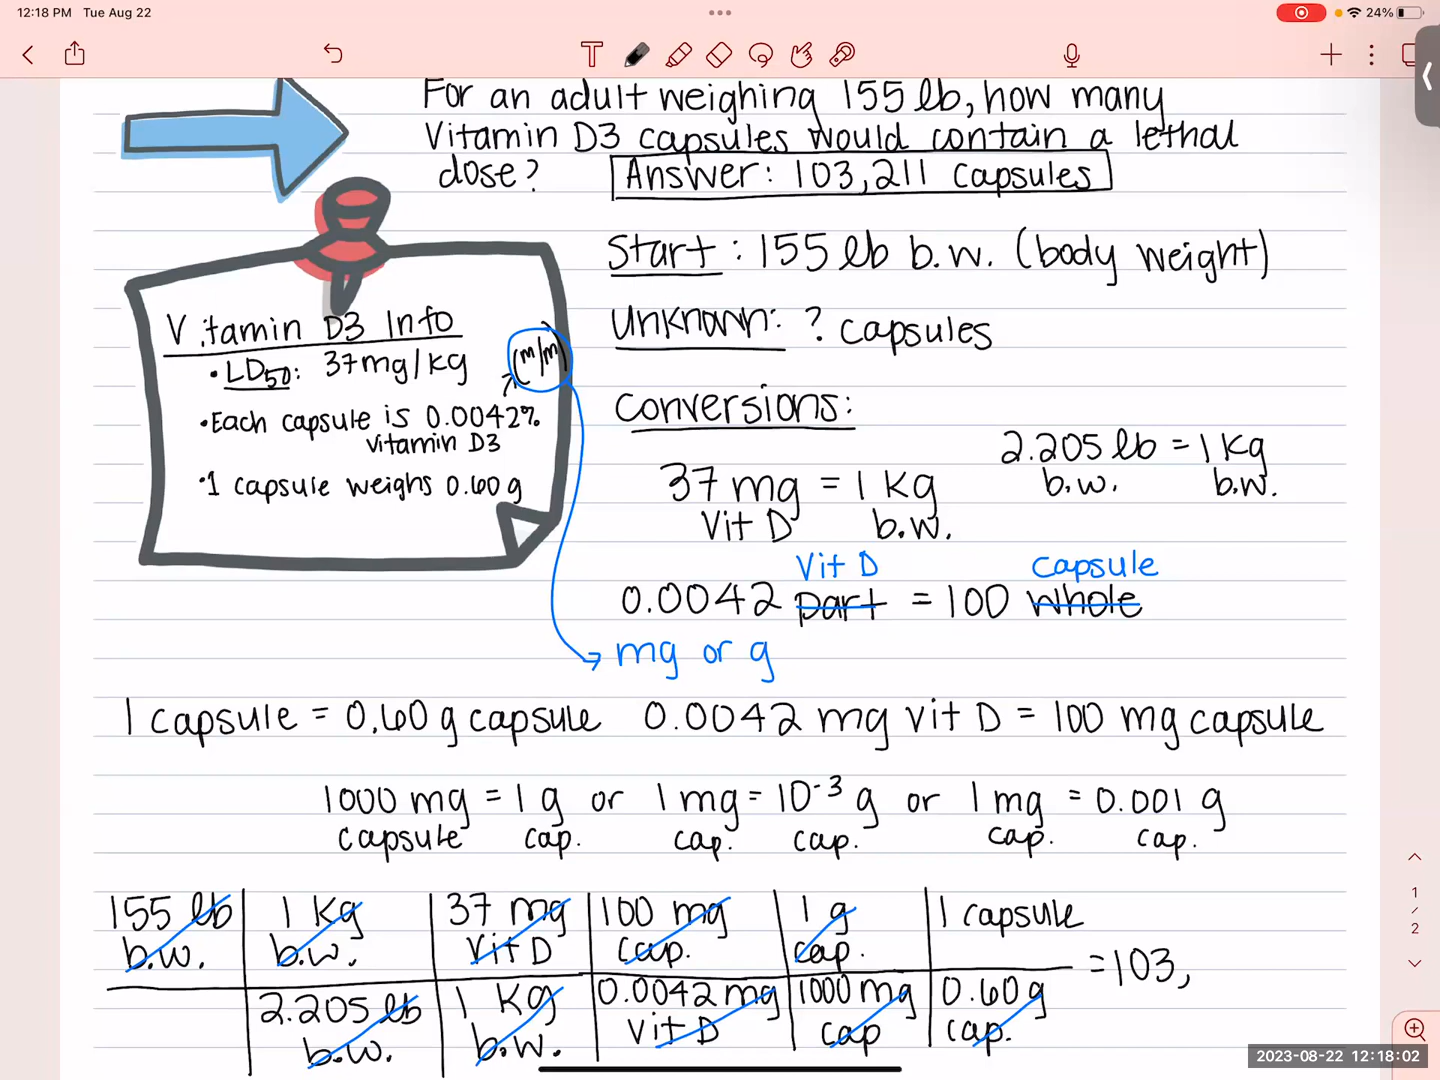 12:18 PM Tue Aug 22
24%
For an adult weighing 155 lb, how many
Vitamin D3 capsules would contain a lethal
dose? Answer: 103,211 capsules
Start: 155 lb b.w. (body weight)
Unknown: ? capsules
Vitamin D3 Info
• LD50: 37mg/kg (m/m)
• Each capsule is 0.0042%
vitamin D3
• 1 capsule weighs 0.60 g
Conversions:
37 mg = 1 kg
Vit D b.w.
2.205 lb = 1 kg
b.w. b.w.
Vit D capsule
0.0042 part = 100 whole
mg or g
1 capsule = 0.60 g capsule 0.0042 mg vit D = 100 mg capsule
1000 mg = 1 g or 1 mg = 10-3 g or 1 mg = 0.001 g
capsule cap. cap. cap. cap. cap.
155 lb 1 kg 37 mg 100 mg 1 g 1 capsule
b.w. b.w. Vit D cap. cap.
= 103,
2.205 lb 1 kg 0.0042 mg 1000 mg 0.60 g
b.w. b.w. Vit D cap cap.
1
/
2
2023-08-22 12:18:02